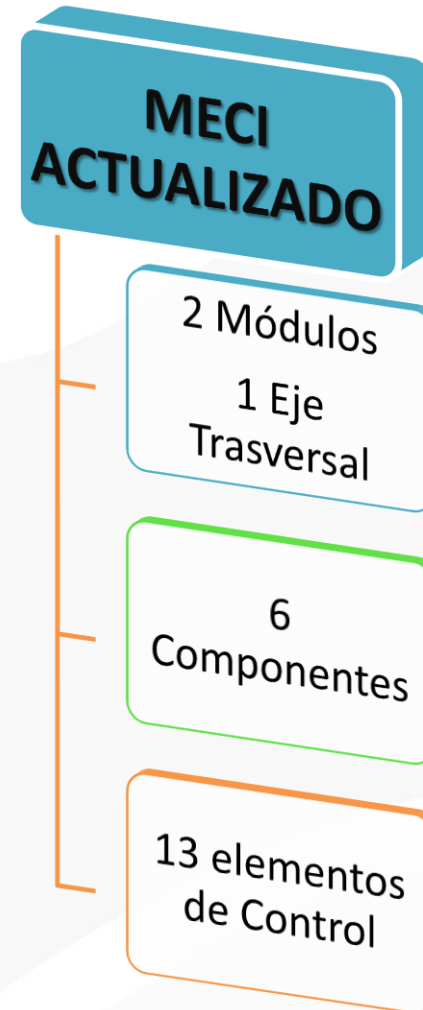 MECI
ACTUALIZADO
2 Módulos
1 Eje
Trasversal
6
Componentes
13 elementos
de Control